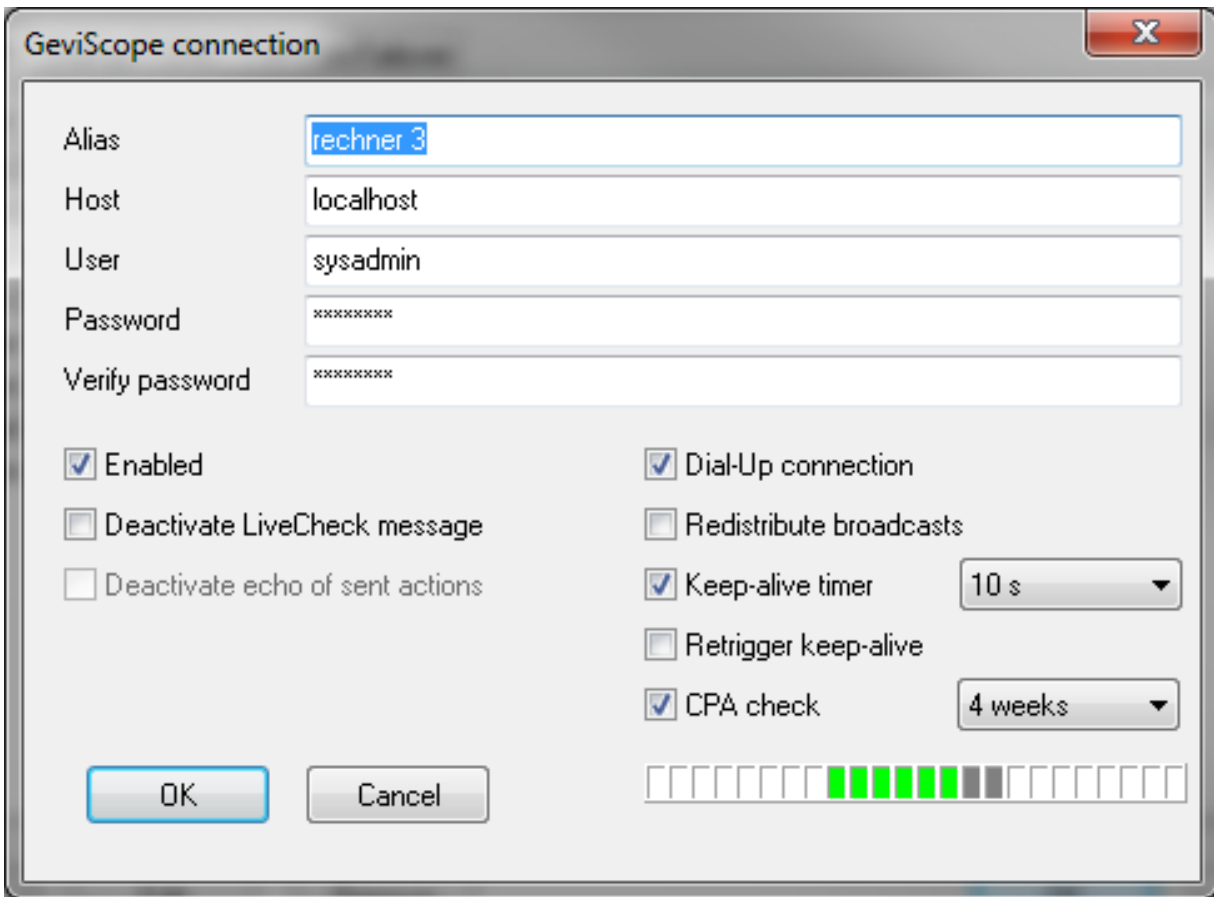 GeviScope connection
Alias rechner 3
Host localhost
User sysadmin
Password ********
Verify password ********
Enabled Dial-Up connection
Deactivate LiveCheck message Redistribute broadcasts
Deactivate echo of sent actions Keep-alive timer 10 s
Retrigger keep-alive
CPA check 4 weeks
OK Cancel